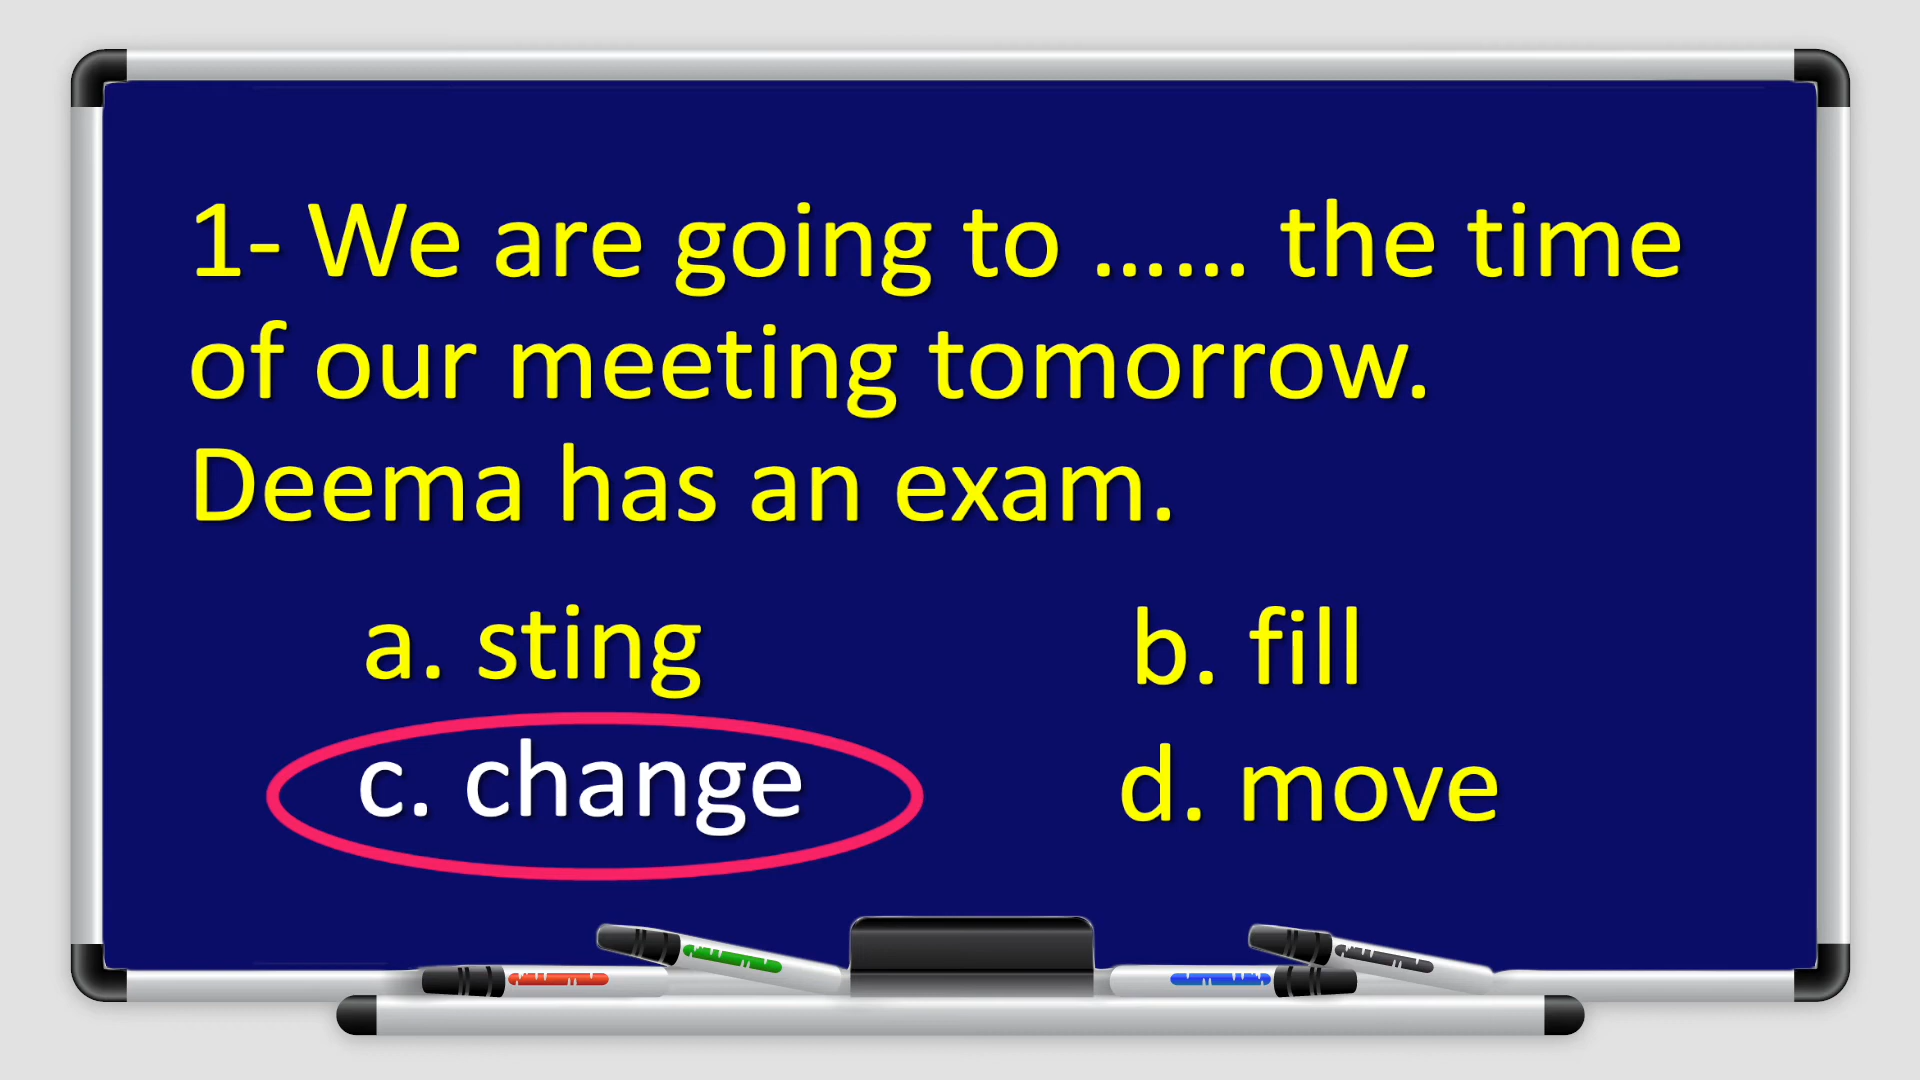 1- We are going to ...... the time
of our meeting tomorrow.
Deema has an exam.
a. sting
b. fill
c. change
d. move